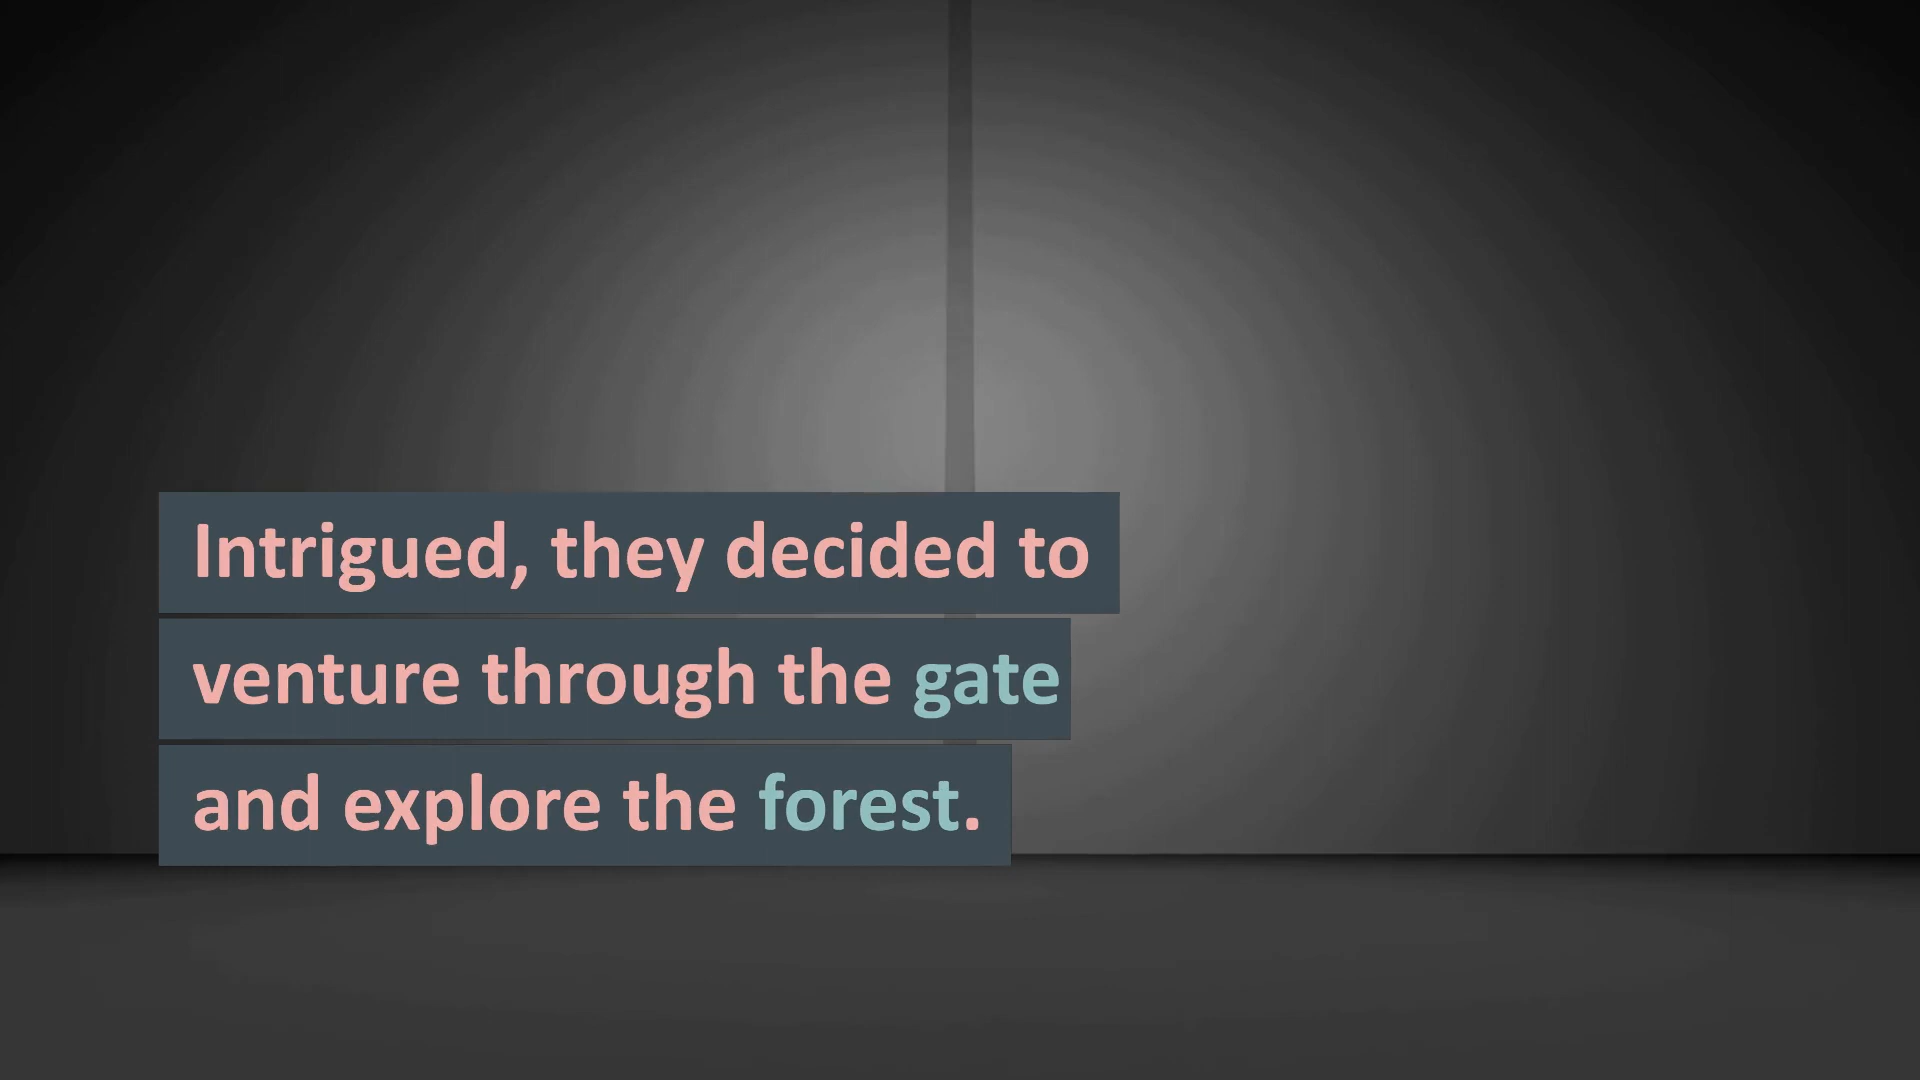 Intrigued, they decided to
venture through the gate
and explore the forest.